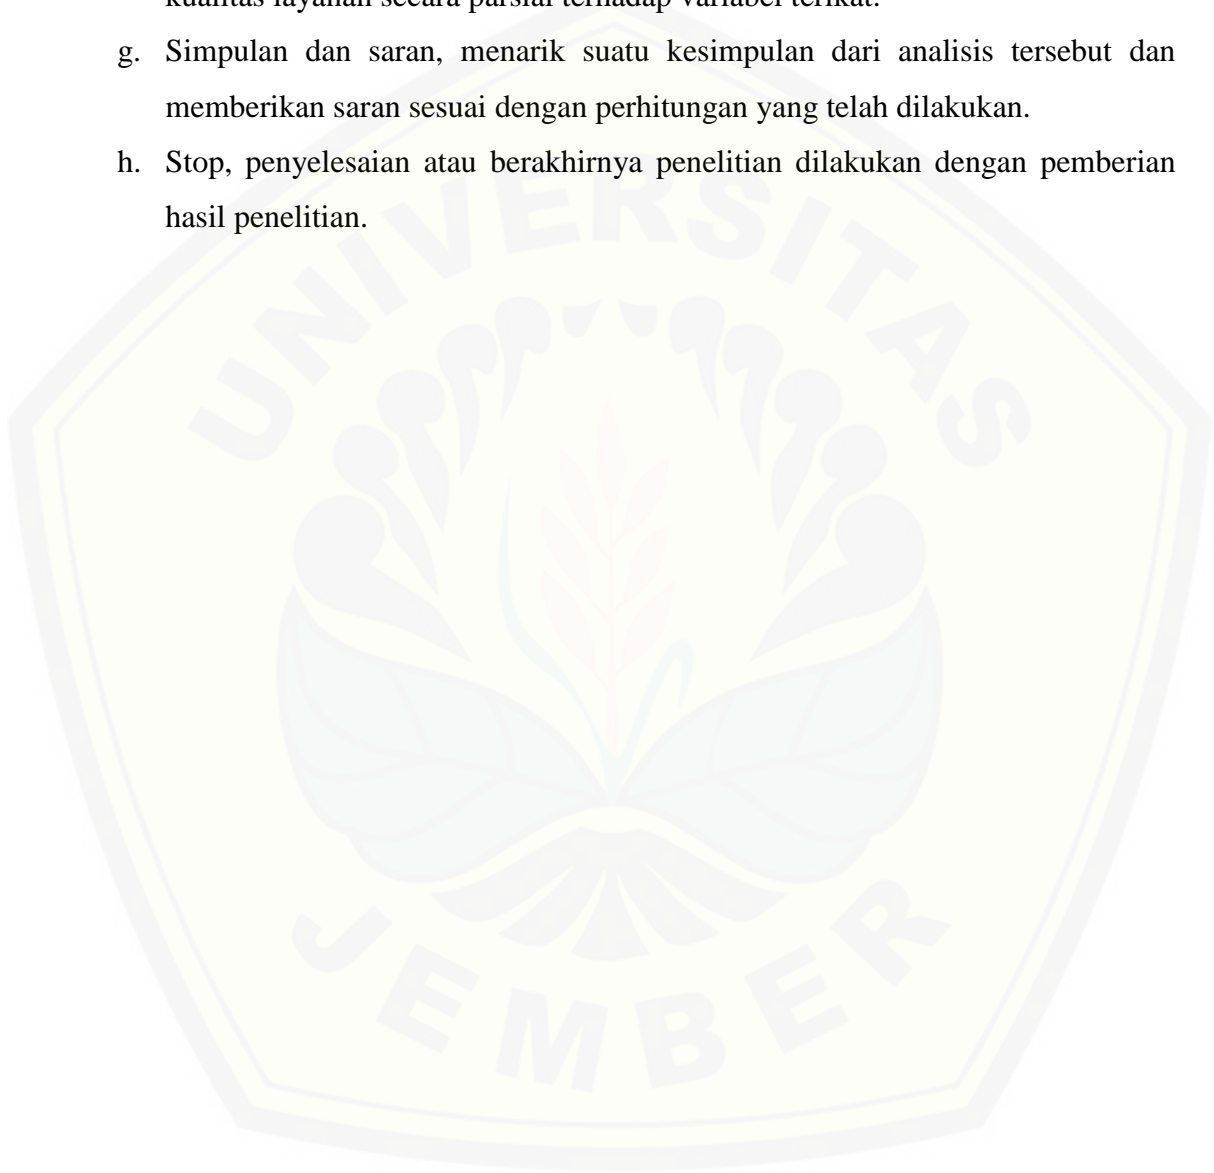 kualitas layanan secara parsial terhadap variabel terikat.
g. Simpulan dan saran, menarik suatu kesimpulan dari analisis tersebut dan
memberikan saran sesuai dengan perhitungan yang telah dilakukan.
h. Stop, penyelesaian atau berakhirnya penelitian dilakukan dengan pemberian
hasil penelitian.
UNIVERSITAS
JEMBER